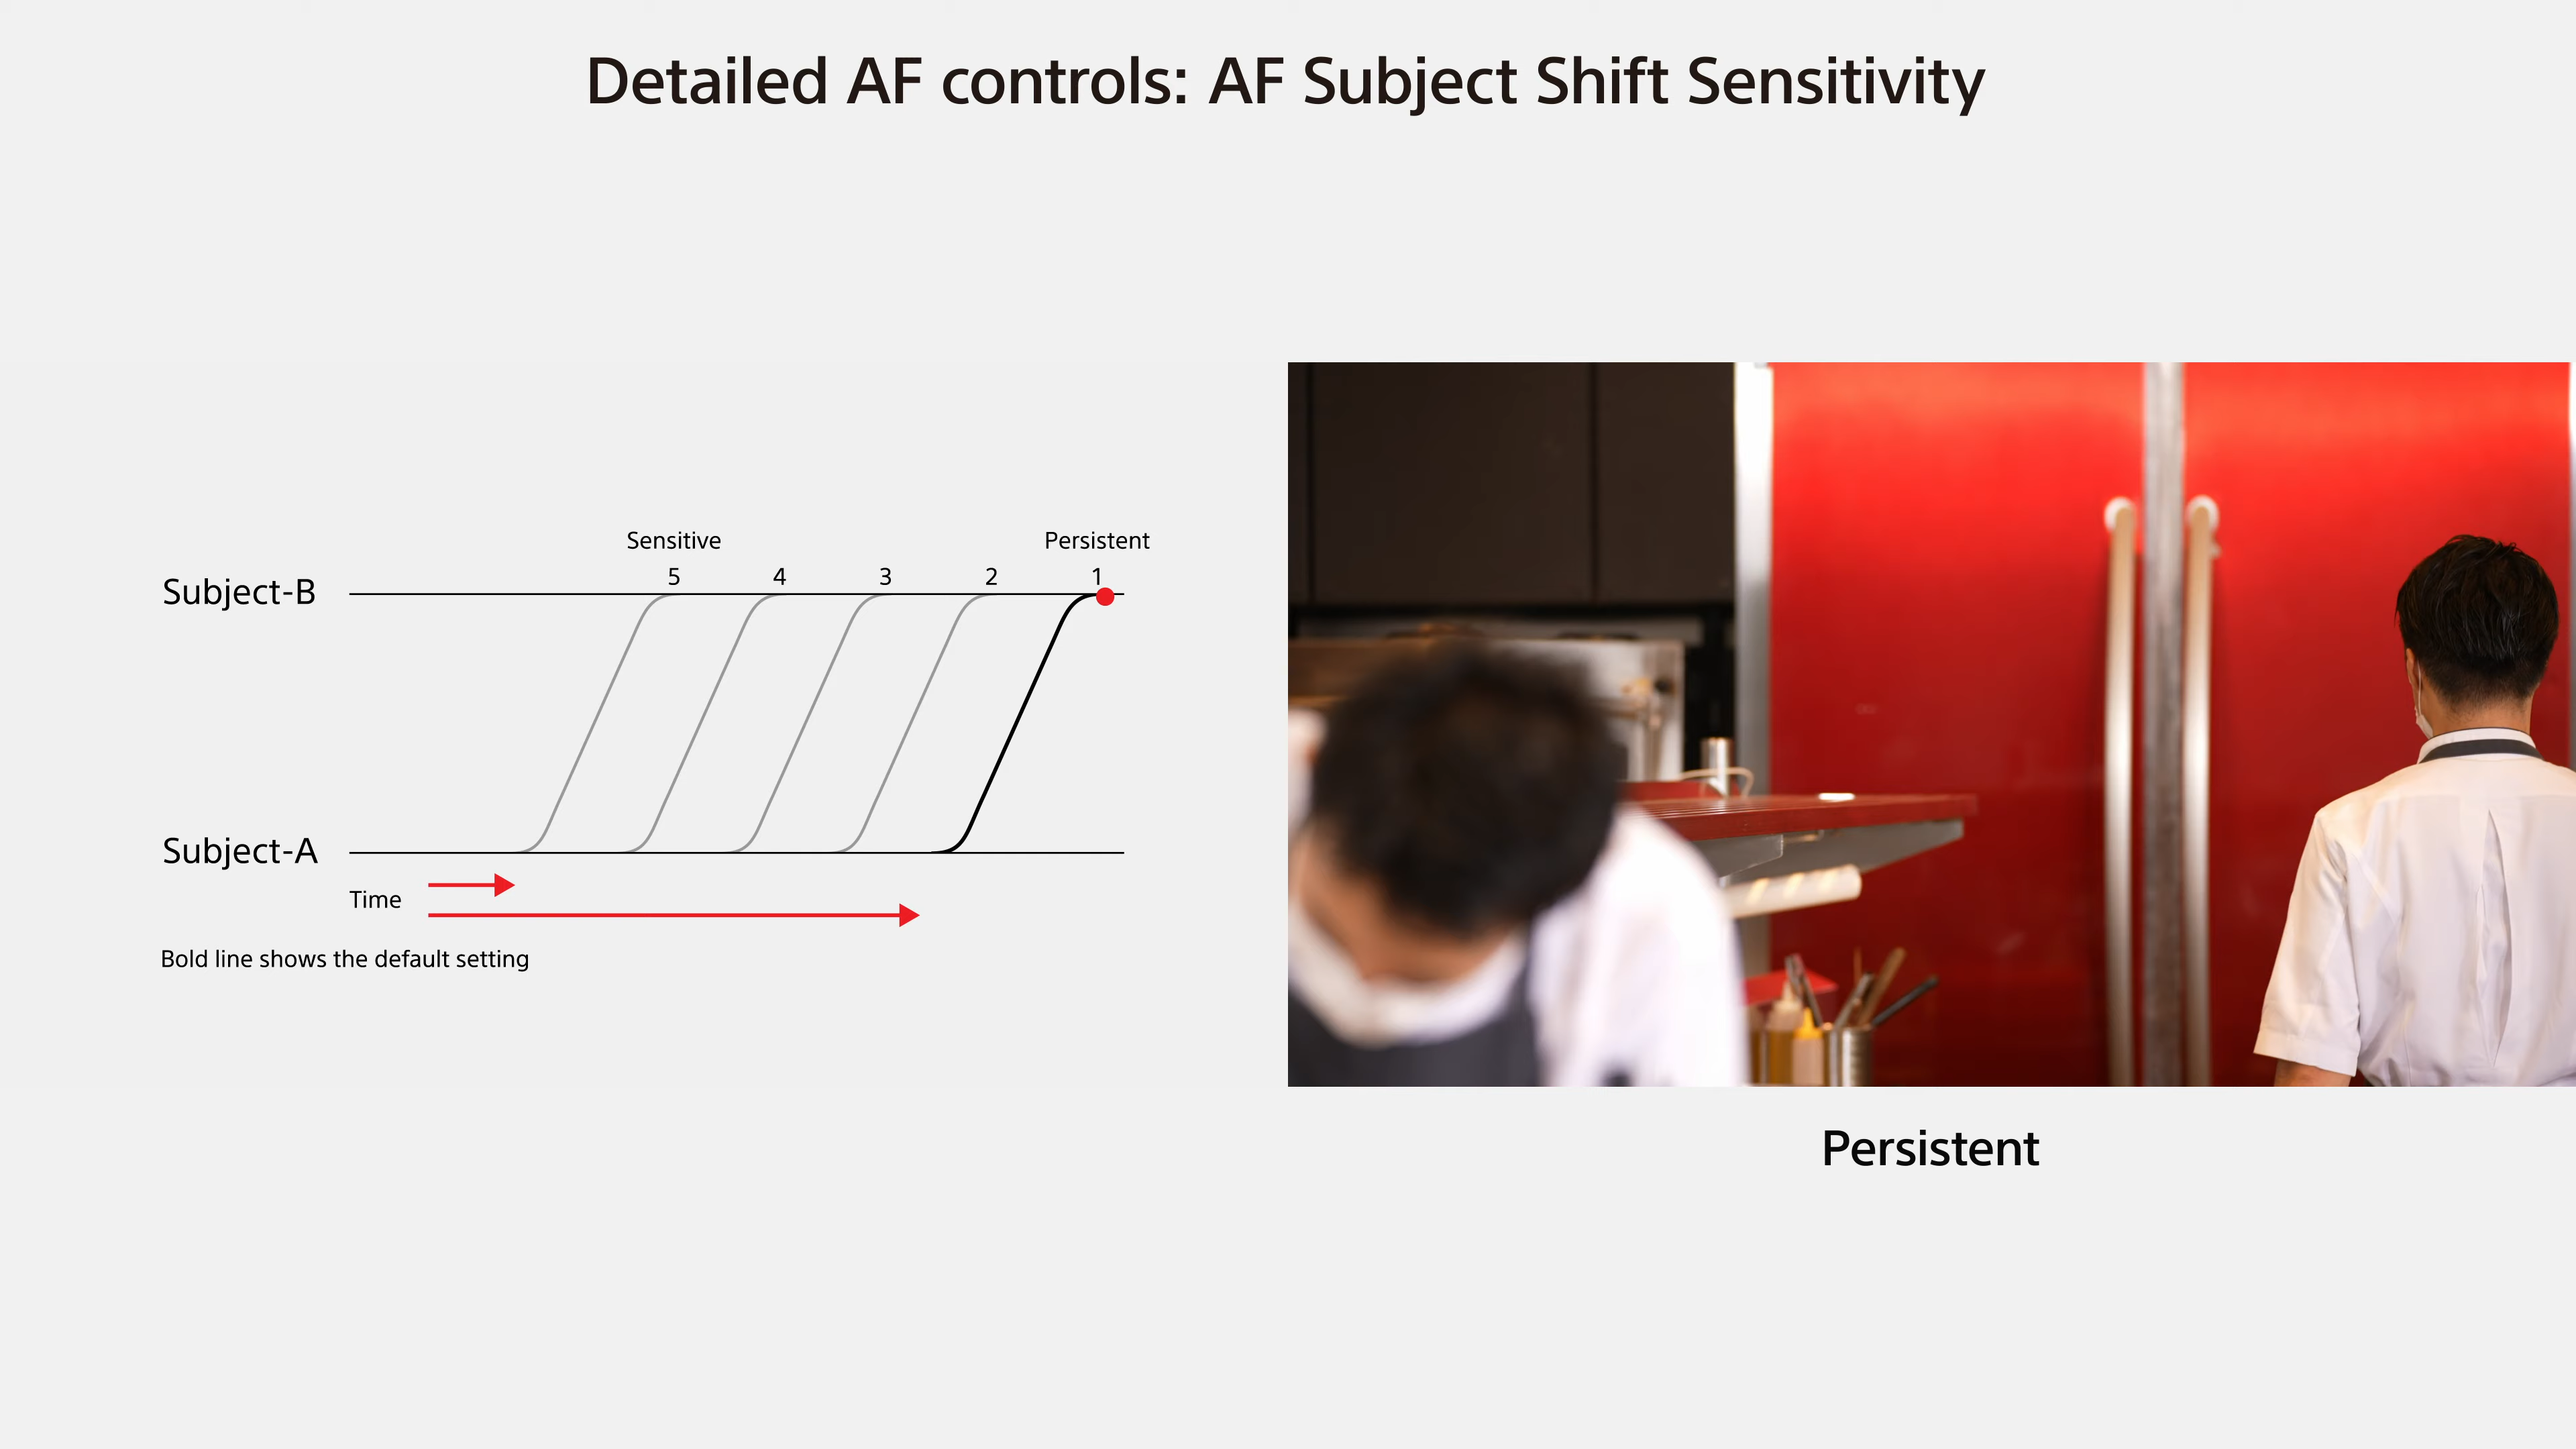 Detailed AF controls: AF Subject Shift Sensitivity
Sensitive Persistent
5 4 3 2 1
Subject-B
Subject-A
Time
Bold line shows the default setting
Persistent